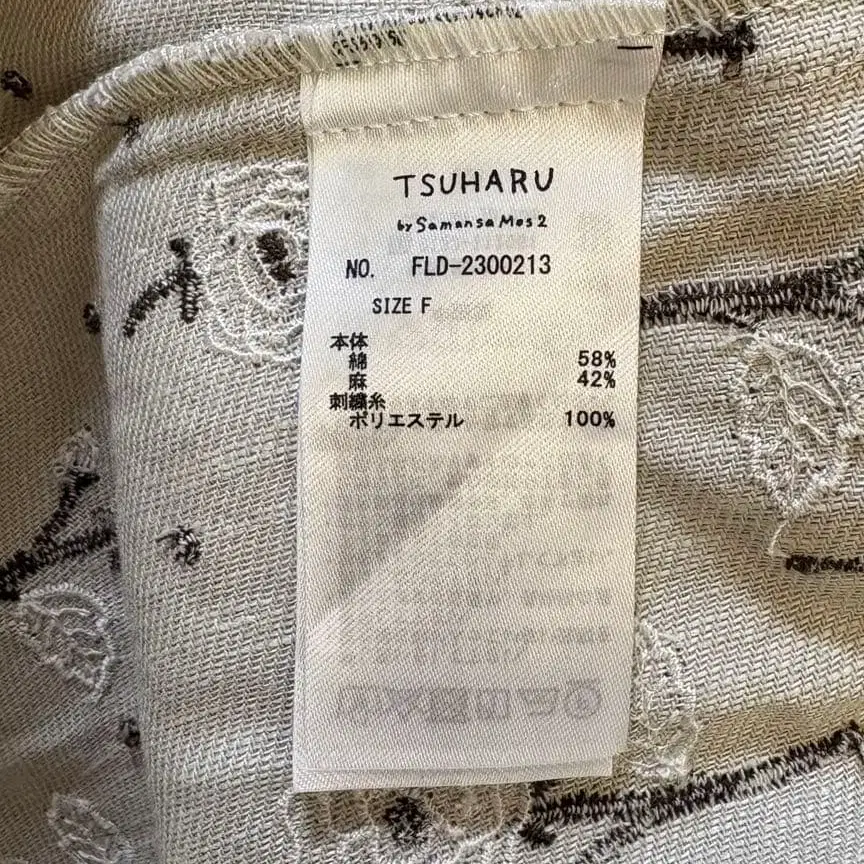 TSUHARU
by Samansa Mos2
NO. FLD-2300213
SIZE F
本体
綿 58%
麻 42%
刺繍糸
ポリエステル 100%